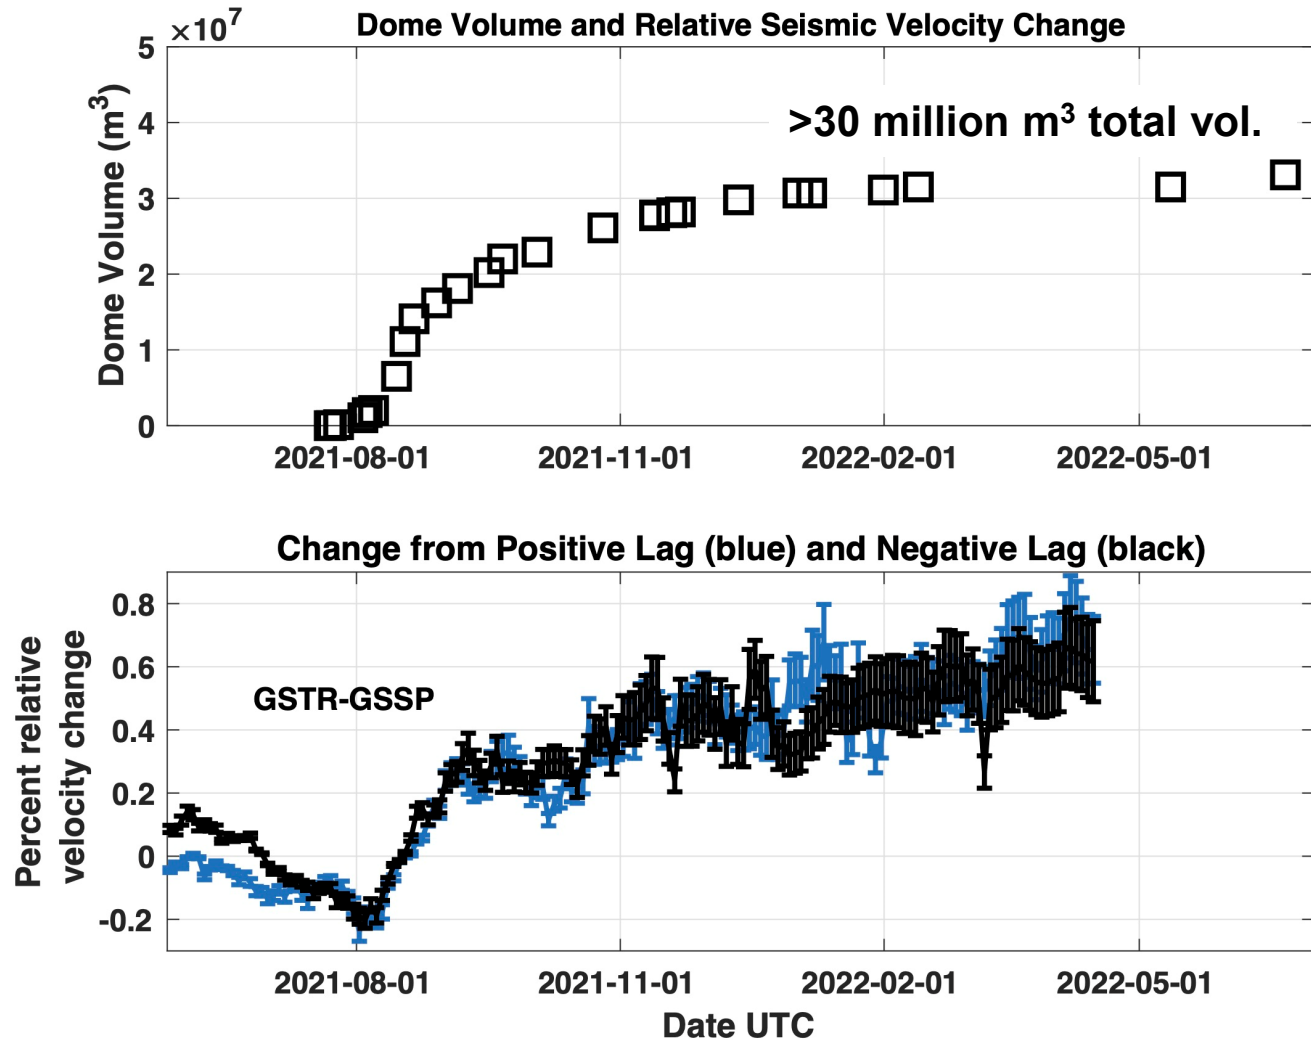 Dome Volume and Relative Seismic Velocity Change
×10⁷
Dome Volume (m³)
5
4
3
2
1
0
>30 million m³ total vol.
2021-08-01
2021-11-01
2022-02-01
2022-05-01
Change from Positive Lag (blue) and Negative Lag (black)
Percent relative
velocity change
0.8
0.6
0.4
0.2
0
-0.2
GSTR-GSSP
2021-08-01
2021-11-01
2022-02-01
2022-05-01
Date UTC